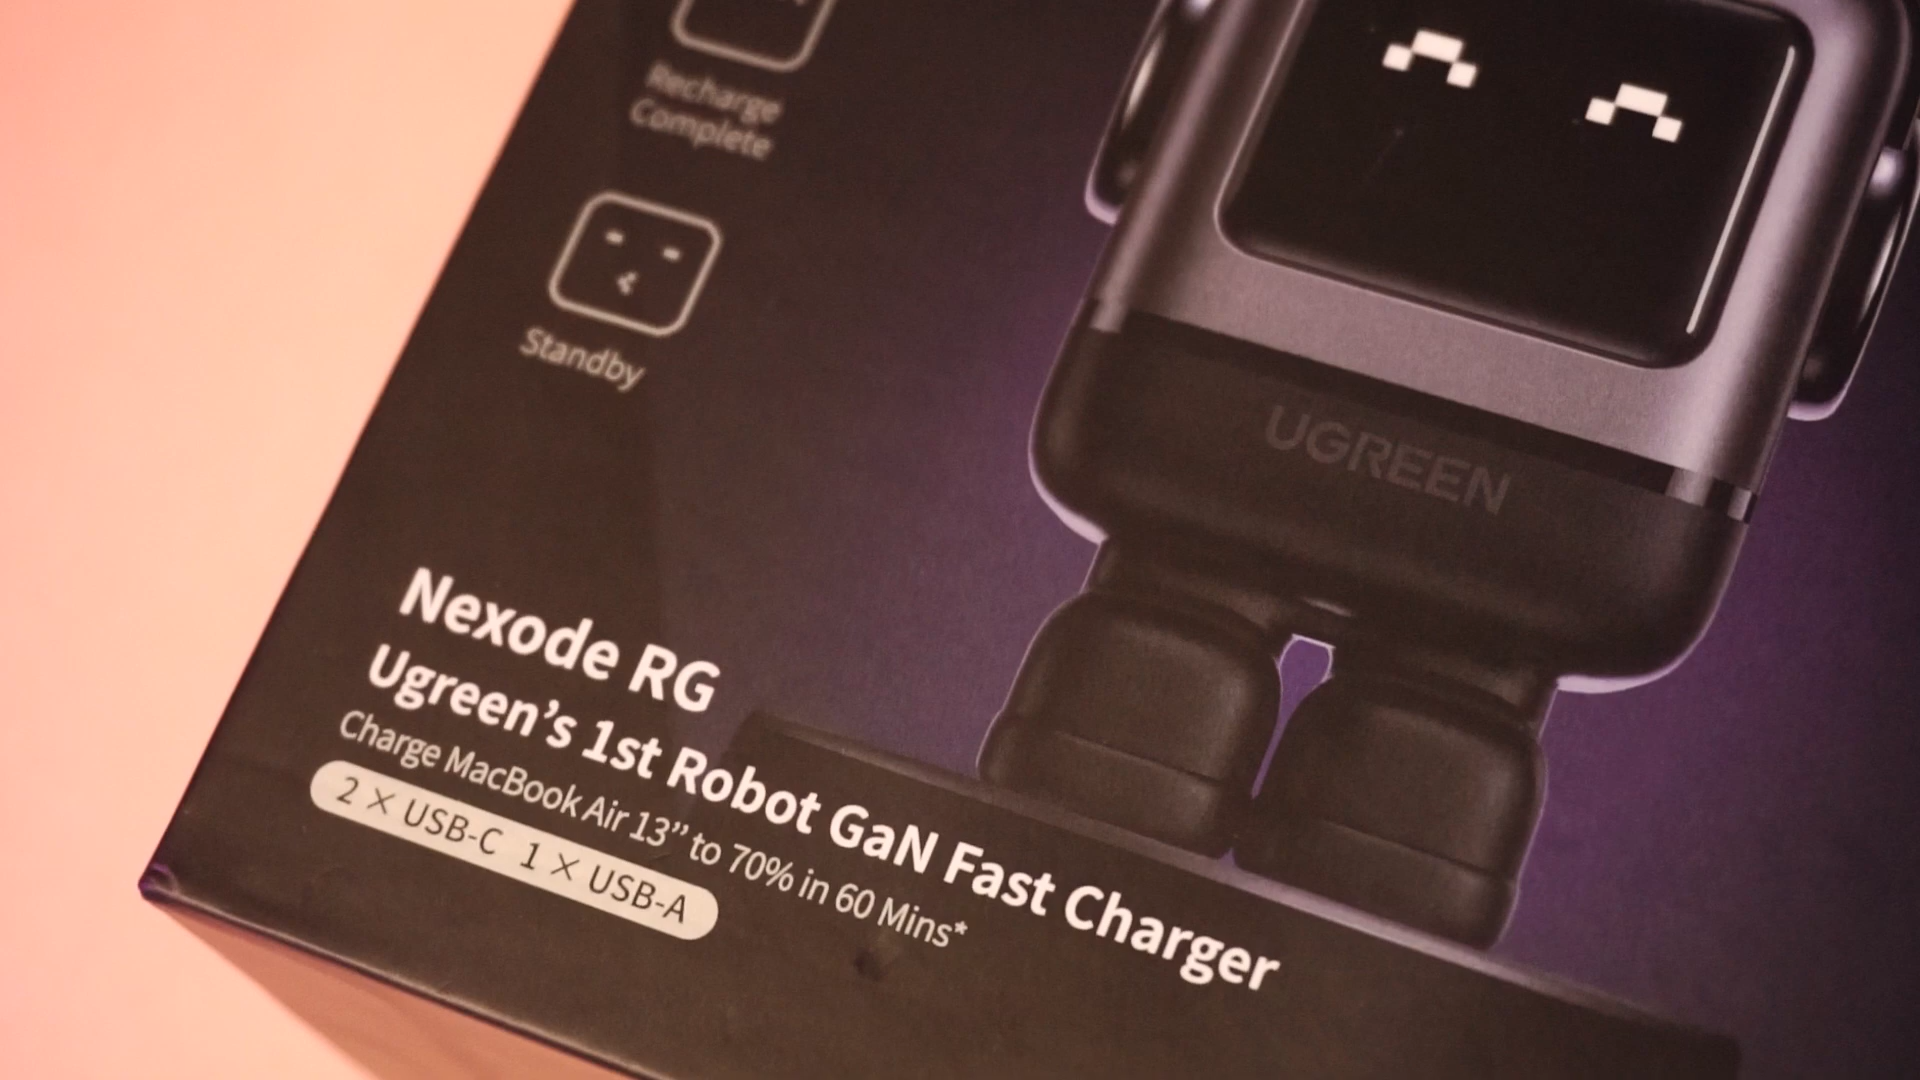 Recharge
Complete
Standby
UGREEN
Nexode RG
Ugreen’s 1st Robot GaN Fast Charger
Charge MacBook Air 13” to 70% in 60 Mins*
2 × USB-C 1 × USB-A